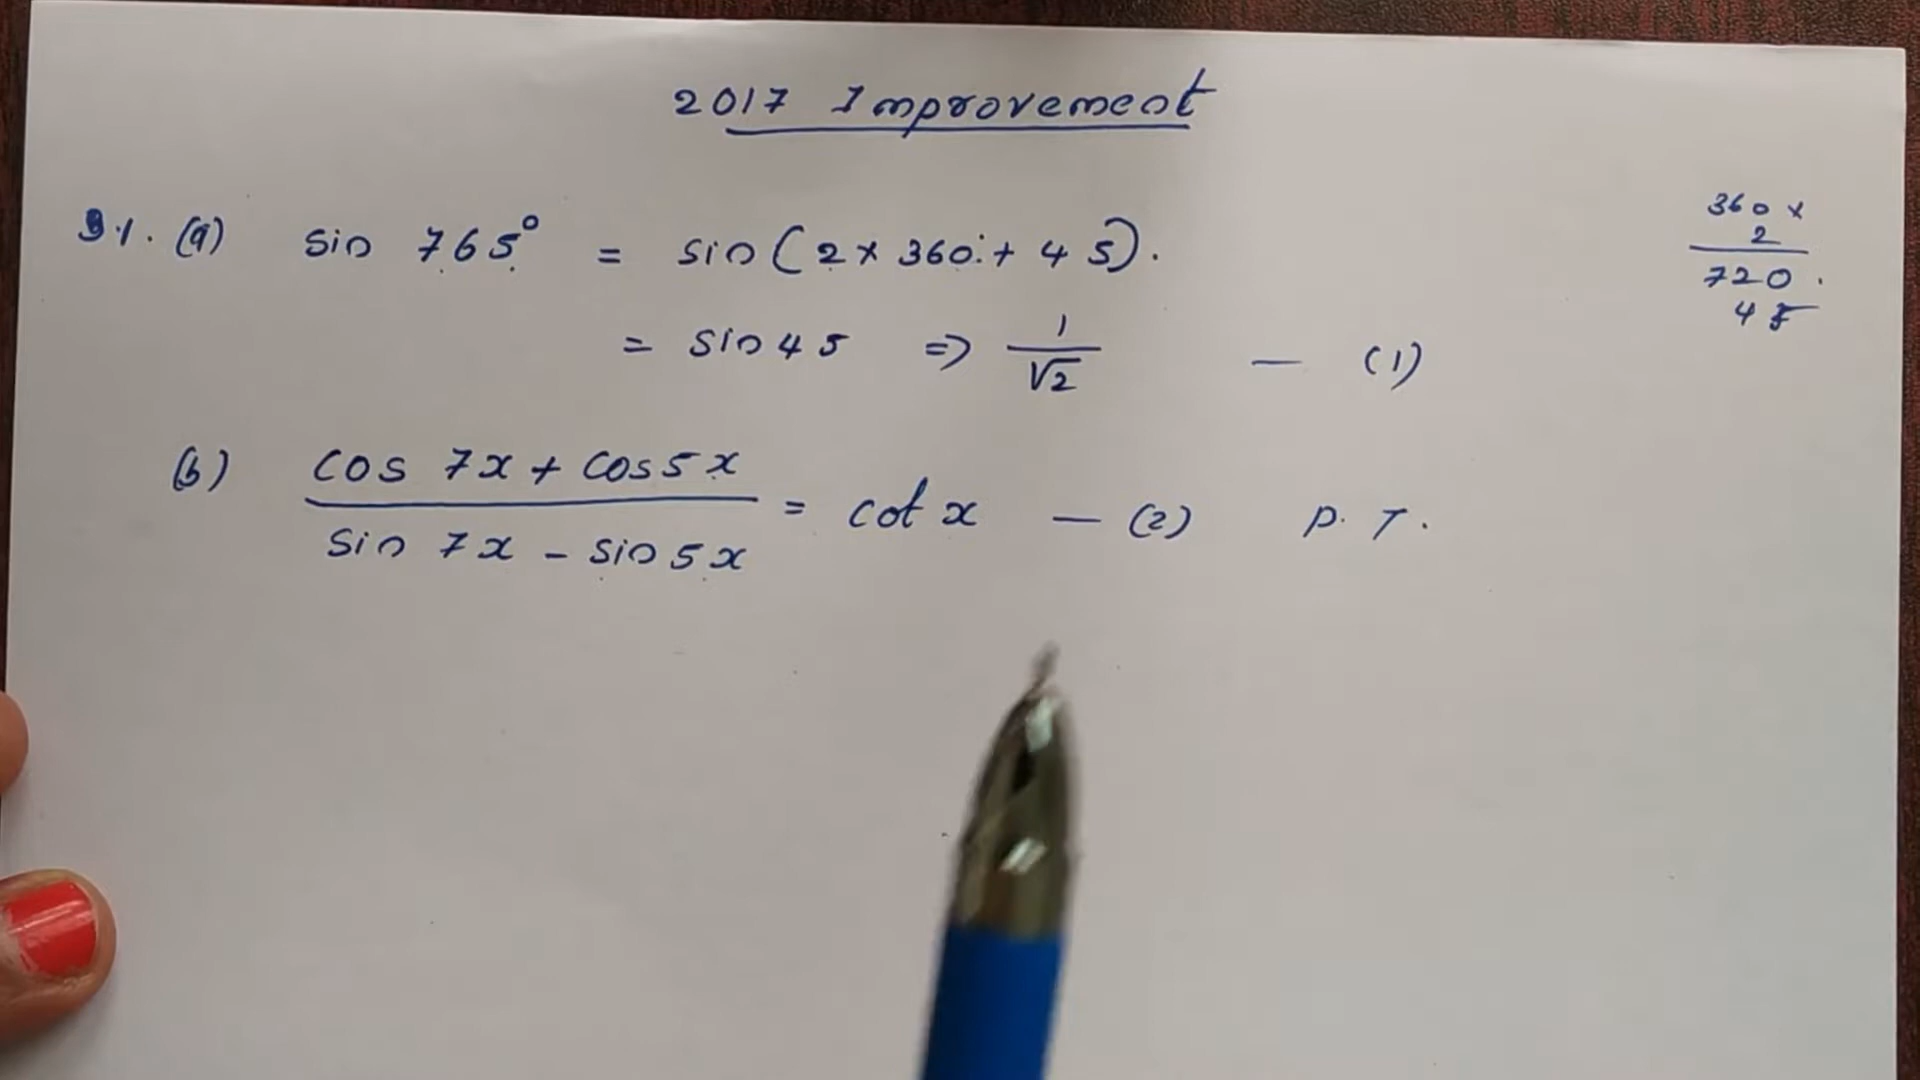 2017 Improvement
31. (a) sin 765° = sin (2 × 360 + 45).
= sin 45 ⇒ 1/√2 — (1)
360 ×
2
720
45
(b) cos 7x + cos 5x / sin 7x - sin 5x = cot x — (2) P. T.